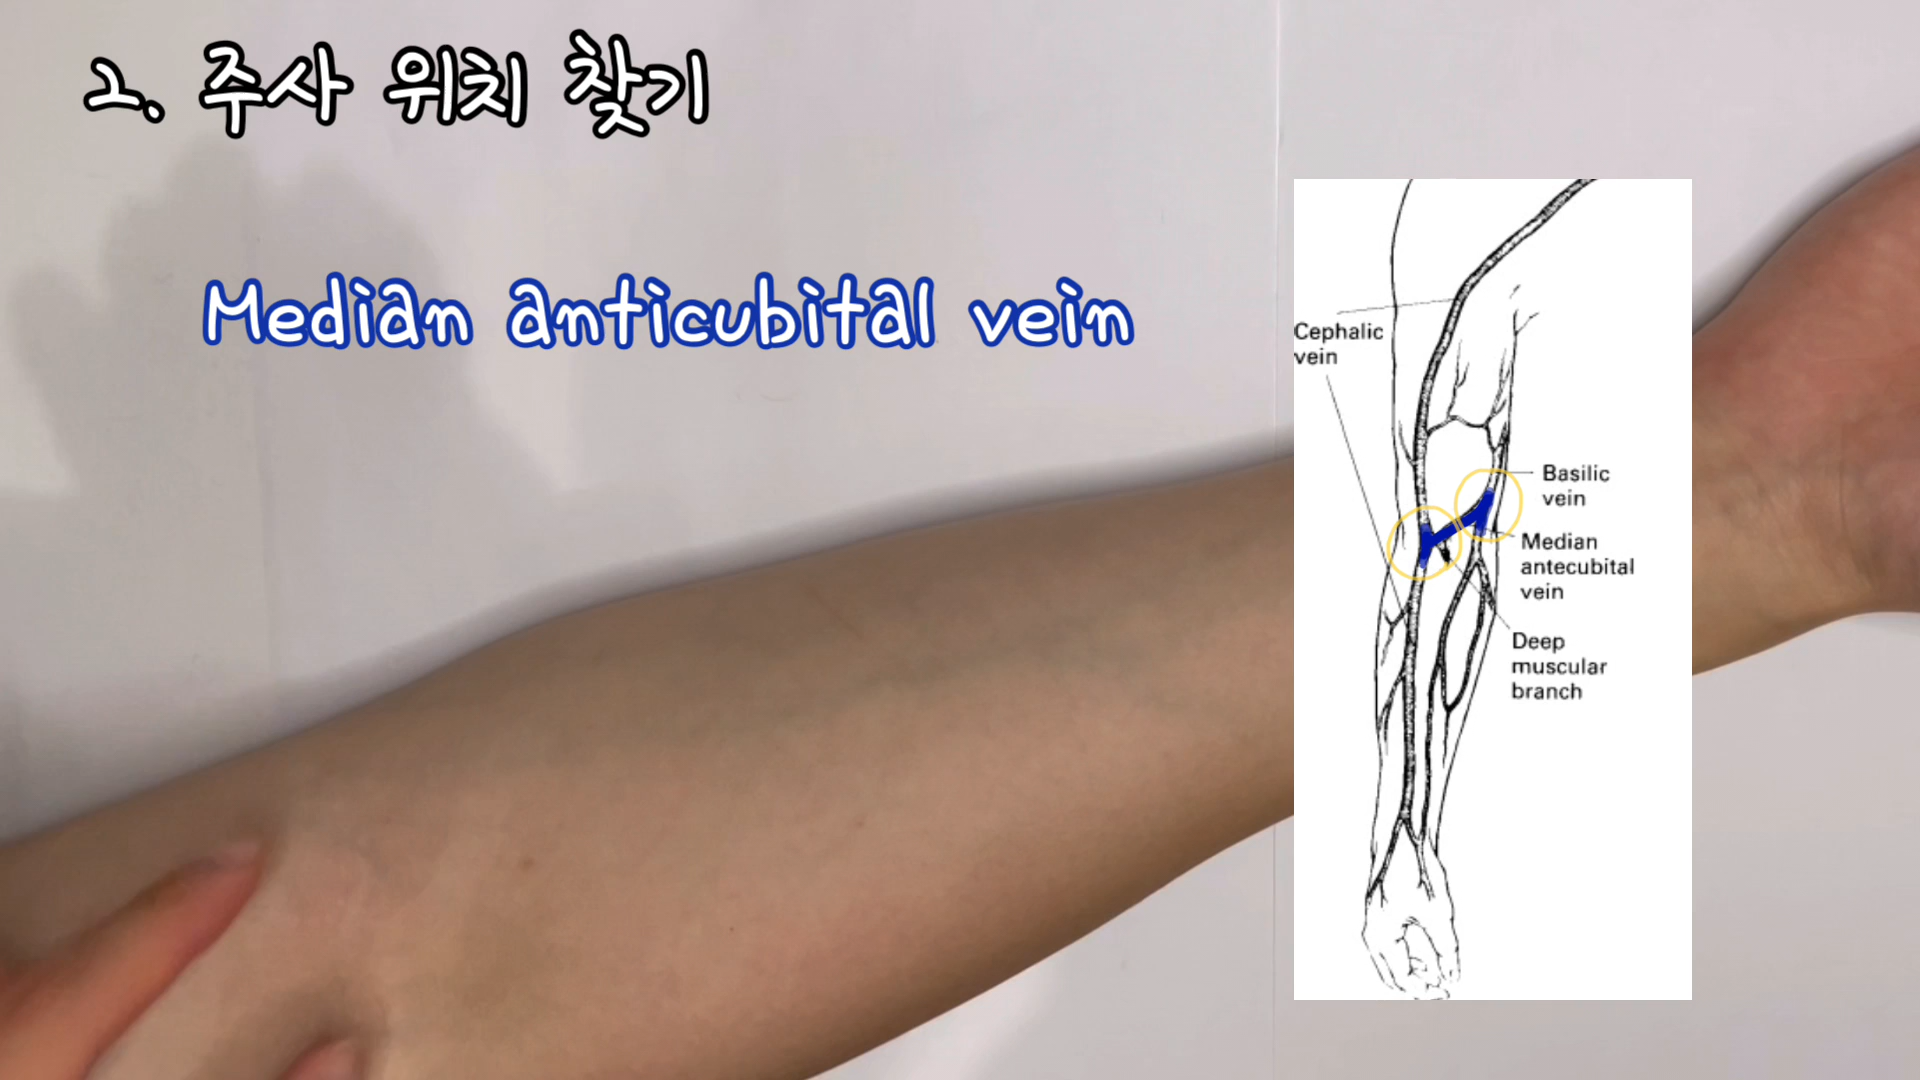 2. 주사 위치 찾기
Median anticubital vein
Cephalic
vein
Basilic
vein
Median
antecubital
vein
Deep
muscular
branch